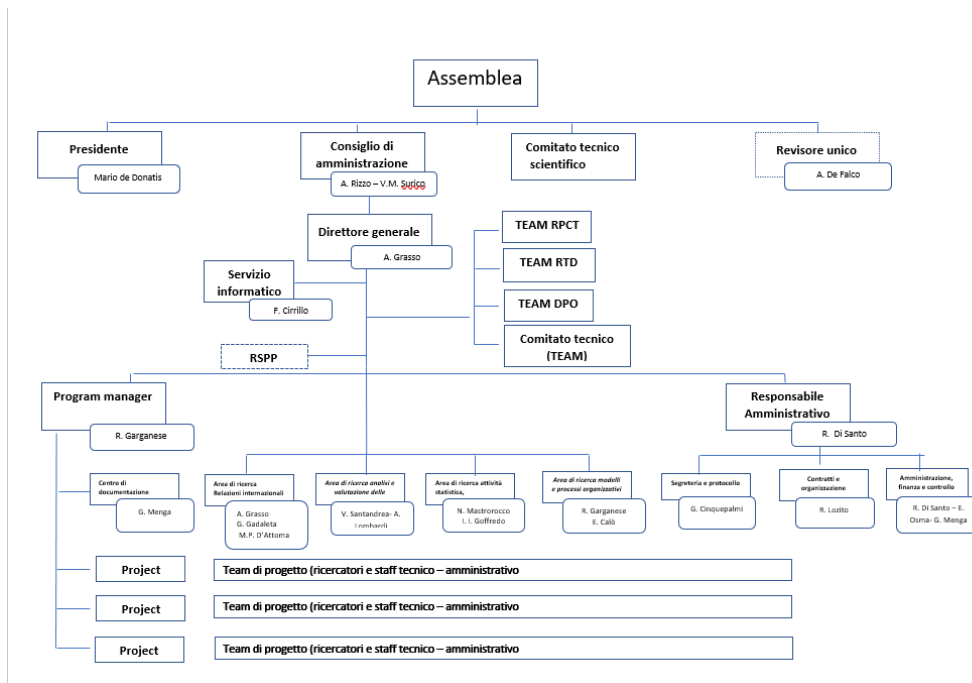 Assemblea
Presidente
Mario de Donatis
Consiglio di
amministrazione
A. Rizzo – V.M. Surico
Comitato tecnico
scientifico
Revisore unico
A. De Falco
Direttore generale
A. Grasso
TEAM RPCT
TEAM RTD
TEAM DPO
Comitato tecnico
(TEAM)
Servizio
informatico
F. Cirrillo
RSPP
Program manager
R. Garganese
Responsabile
Amministrativo
R. Di Santo
Centro di
documentazione
G. Menga
Area di ricerca
Relazioni internazionali
A. Grasso
G. Gadaleta
M.P. D'Attoma
Area di ricerca analisi e
valutazione delle
V. Santandrea- A.
Lombardi
Area di ricerca attività
statistica,
N. Mastrorocco
I. I. Goffredo
Area di ricerca modelli
e processi organizzativi
R. Garganese
E. Calò
Segreteria e protocollo
G. Cinquepalmi
Contratti e
organizzazione
R. Lozito
Amministrazione,
finanza e controllo
R. Di Santo – E.
Osma- G. Menga
Project
Team di progetto (ricercatori e staff tecnico – amministrativo
Project
Team di progetto (ricercatori e staff tecnico – amministrativo
Project
Team di progetto (ricercatori e staff tecnico – amministrativo